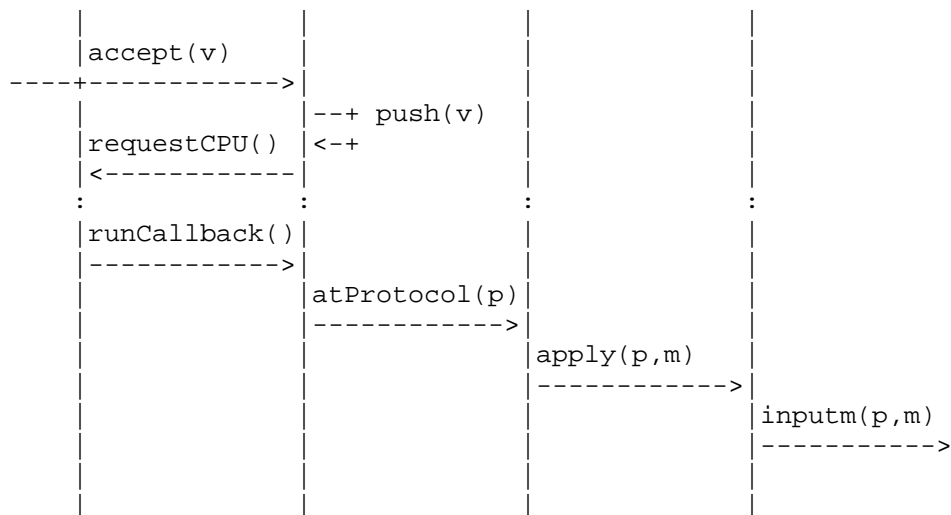 accept(v)
--+ push(v)
requestCPU() <-+
runCallback()
atProtocol(p)
apply(p,m)
inputm(p,m)